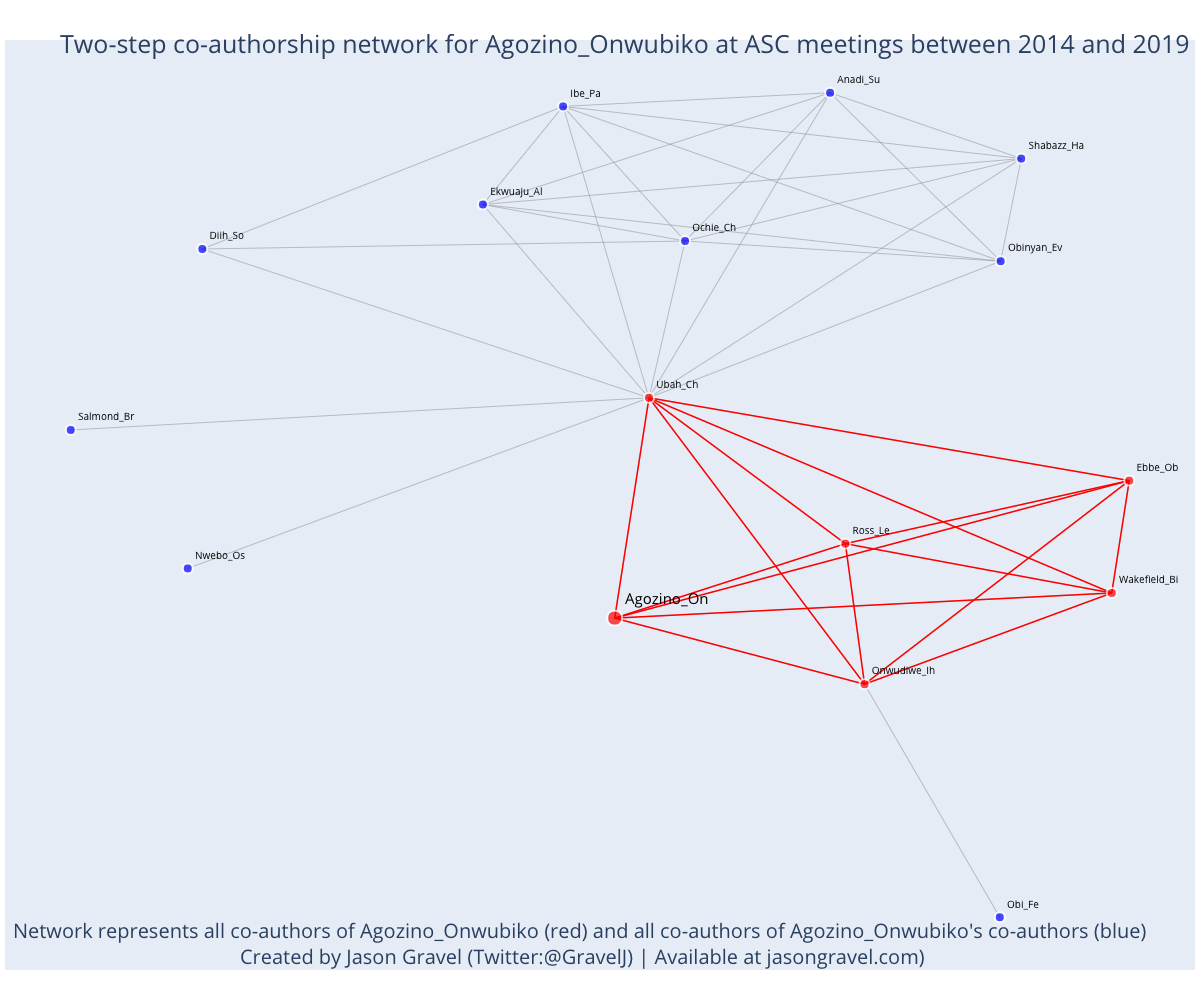 Two-step co-authorship network for Agozino_Onwubiko at ASC meetings between 2014 and 2019
Anadi_Su
Ibe_Pa
Shabazz_Ha
Ekwuaju_Al
Ochie_Ch
Diih_So
Obinyan_Ev
Ubah_Ch
Salmond_Br
Ebbe_Ob
Ross_Le
Nwebo_Os
Wakefield_Bi
Agozino_On
Onwudiwe_Ih
Obi_Fe
Network represents all co-authors of Agozino_Onwubiko (red) and all co-authors of Agozino_Onwubiko's co-authors (blue)
Created by Jason Gravel (Twitter:@GravelJ) | Available at jasongravel.com)